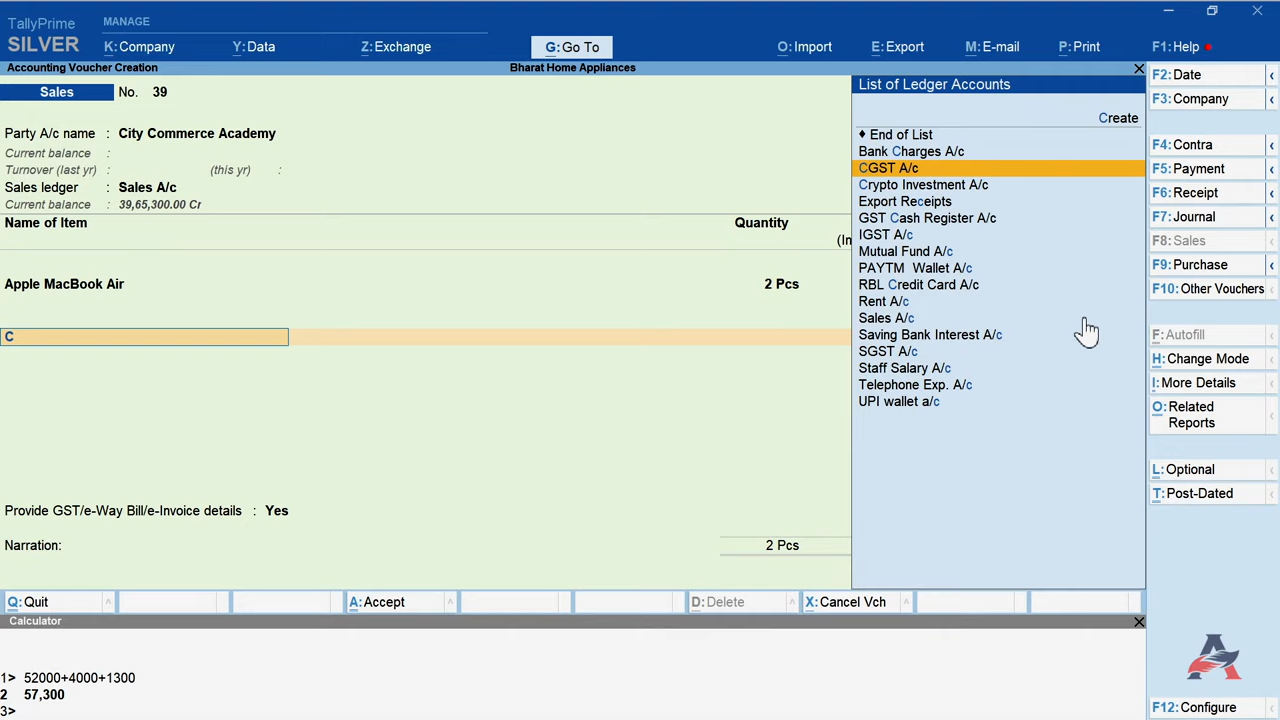 TallyPrime
MANAGE
SILVER
K:Company
Y:Data
Z:Exchange
G:Go To
O:Import
E:Export
M:E-mail
P:Print
F1:Help
Accounting Voucher Creation
Bharat Home Appliances
Sales
No. 39
Party A/c name : City Commerce Academy
Current balance :
Turnover (last yr) : (this yr) :
Sales ledger : Sales A/c
Current balance : 39,65,300.00 Cr
Name of Item
Quantity
(In
Apple MacBook Air
2 Pcs
C
Provide GST/e-Way Bill/e-Invoice details : Yes
Narration:
2 Pcs
List of Ledger Accounts
Create
♦ End of List
Bank Charges A/c
CGST A/c
Crypto Investment A/c
Export Receipts
GST Cash Register A/c
IGST A/c
Mutual Fund A/c
PAYTM Wallet A/c
RBL Credit Card A/c
Rent A/c
Sales A/c
Saving Bank Interest A/c
SGST A/c
Staff Salary A/c
Telephone Exp. A/c
UPI wallet a/c
F2:Date
F3:Company
F4:Contra
F5:Payment
F6:Receipt
F7:Journal
F8:Sales
F9:Purchase
F10:Other Vouchers
F:Autofill
H:Change Mode
I:More Details
O:Related
Reports
L:Optional
T:Post-Dated
F12:Configure
Q:Quit
A:Accept
D:Delete
X:Cancel Vch
Calculator
1> 52000+4000+1300
2 57,300
3>